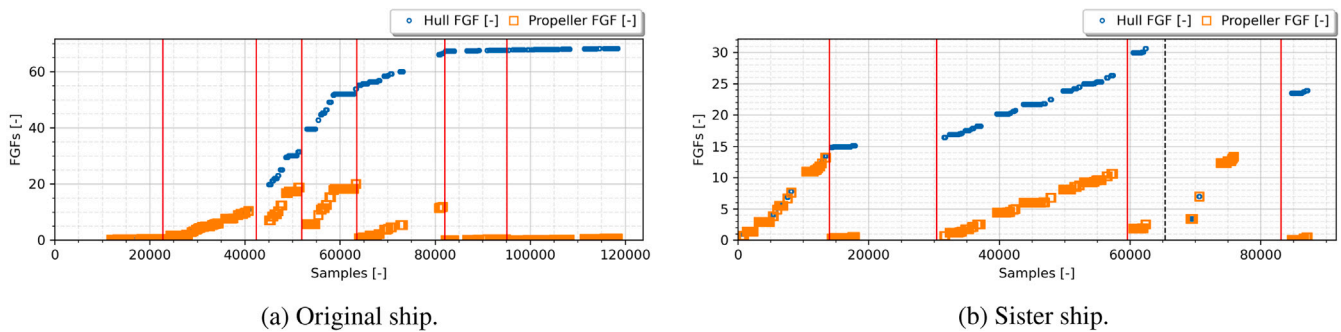 Hull FGF [-] Propeller FGF [-]
60
40
20
0
FGFs [-]
0 20000 40000 60000 80000 100000 120000
Samples [-]
(a) Original ship.
Hull FGF [-] Propeller FGF [-]
30
25
20
15
10
5
0
FGFs [-]
0 20000 40000 60000 80000
Samples [-]
(b) Sister ship.